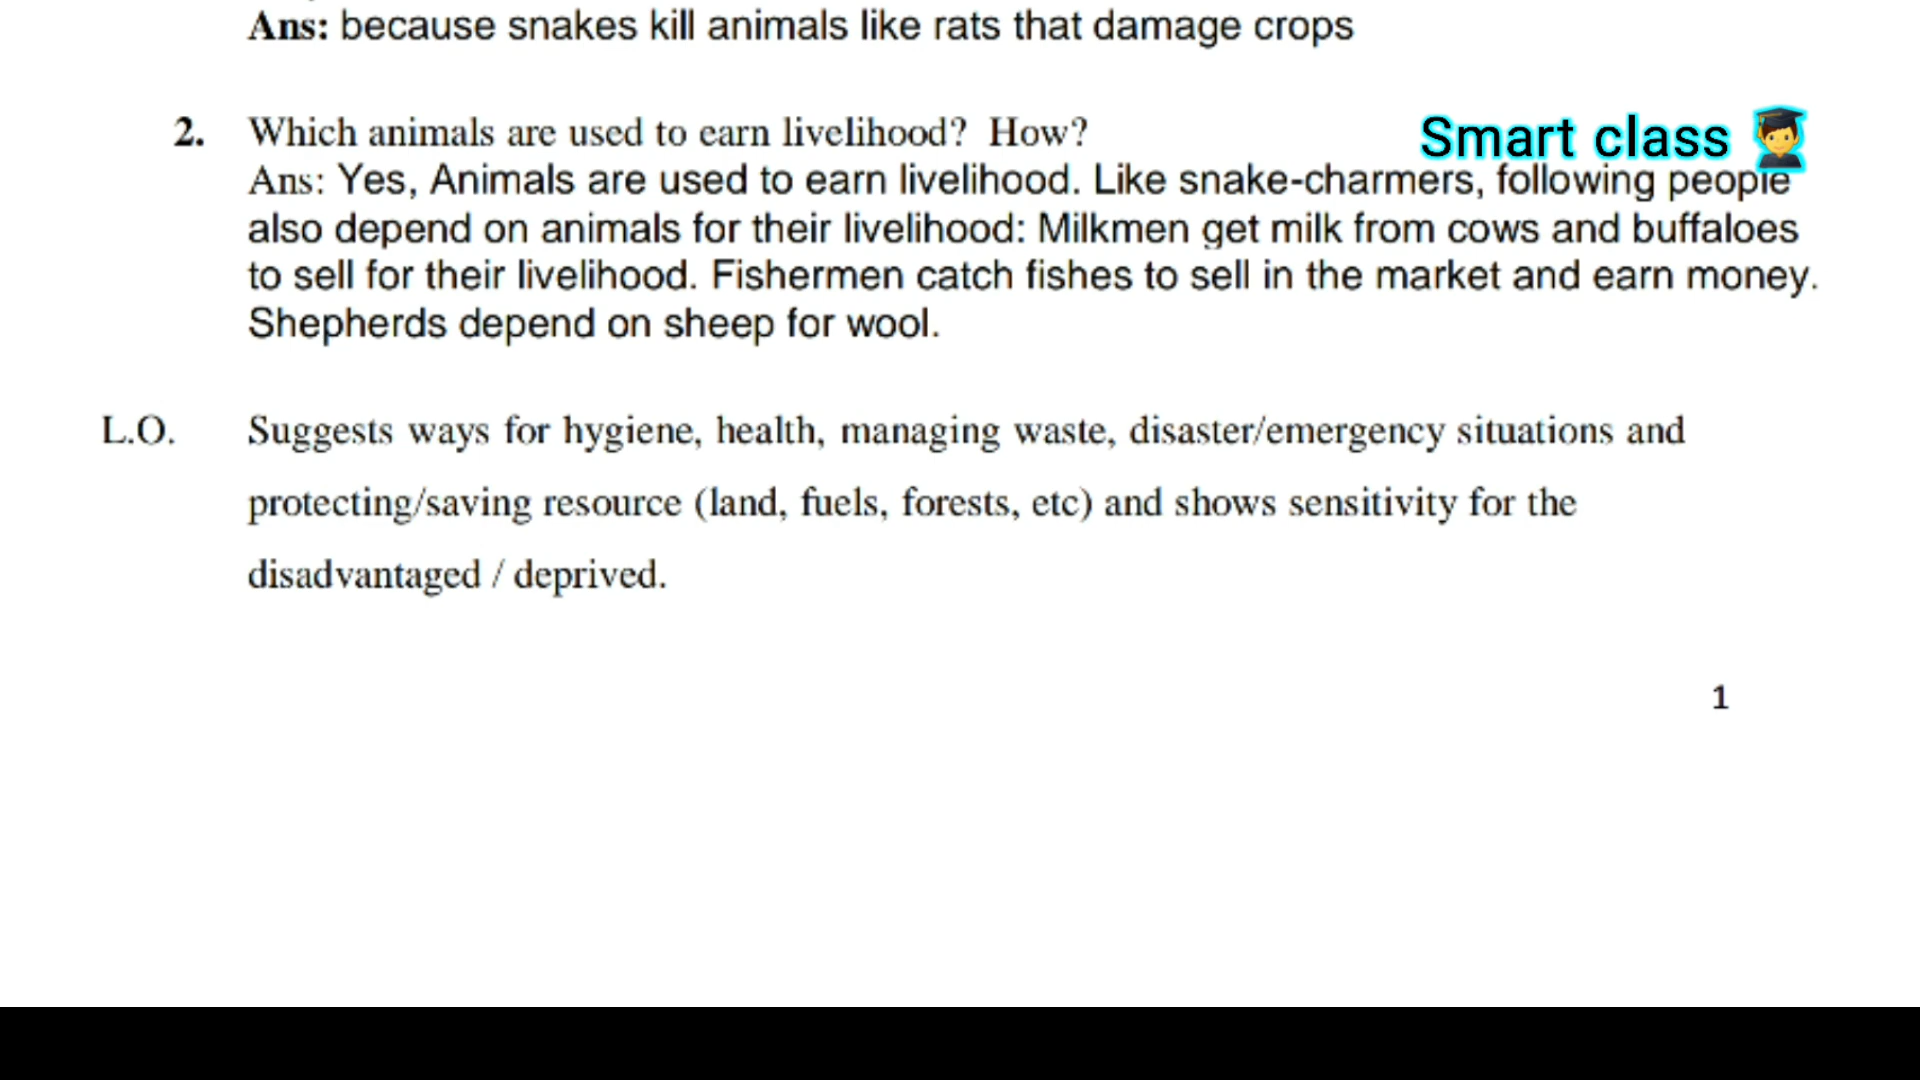 Ans: because snakes kill animals like rats that damage crops
2. Which animals are used to earn livelihood? How?
Smart class
Ans: Yes, Animals are used to earn livelihood. Like snake-charmers, following people
also depend on animals for their livelihood: Milkmen get milk from cows and buffaloes
to sell for their livelihood. Fishermen catch fishes to sell in the market and earn money.
Shepherds depend on sheep for wool.
L.O. Suggests ways for hygiene, health, managing waste, disaster/emergency situations and
protecting/saving resource (land, fuels, forests, etc) and shows sensitivity for the
disadvantaged / deprived.
1